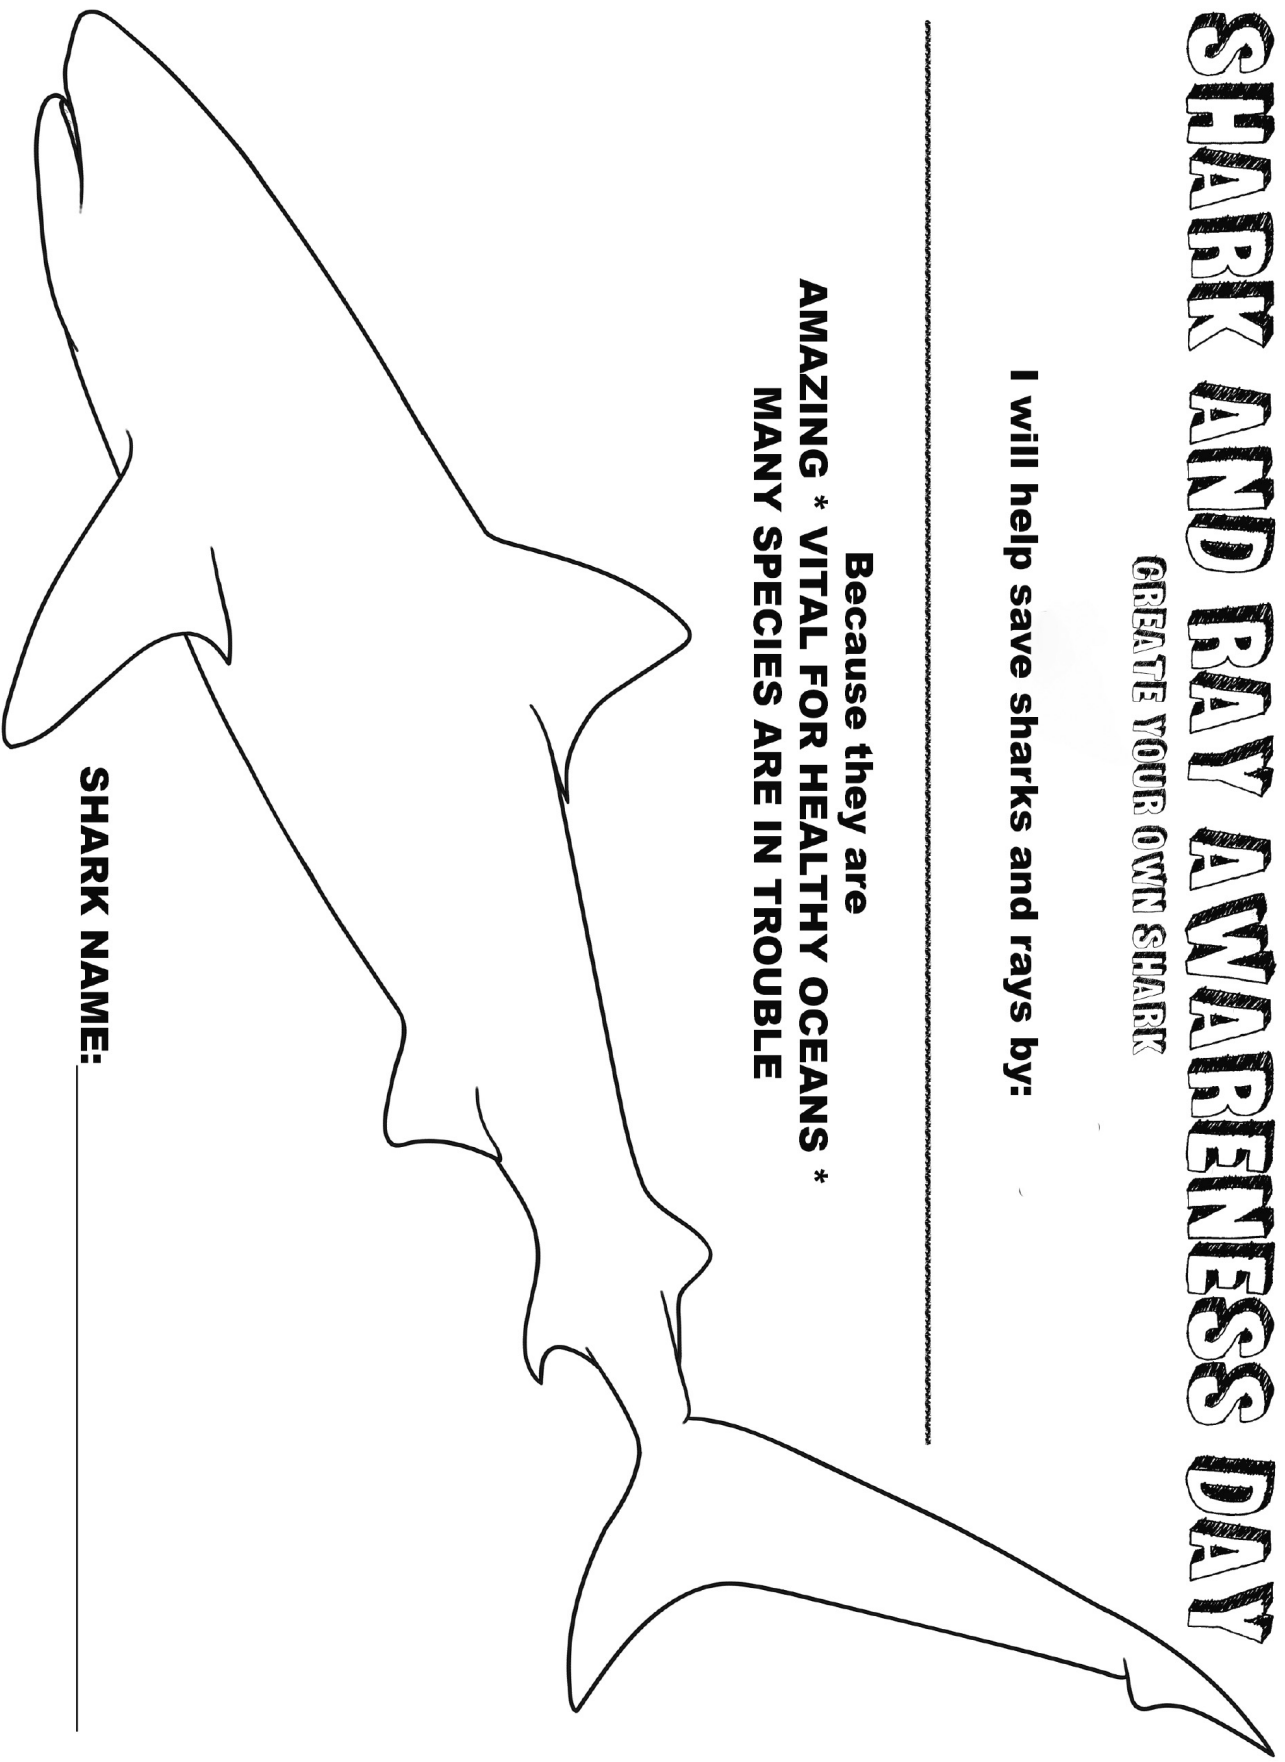 SHARK AND RAY AWARENESS DAY
CREATE YOUR OWN SHARK
I will help save sharks and rays by:
Because they are
AMAZING * VITAL FOR HEALTHY OCEANS *
MANY SPECIES ARE IN TROUBLE
SHARK NAME: